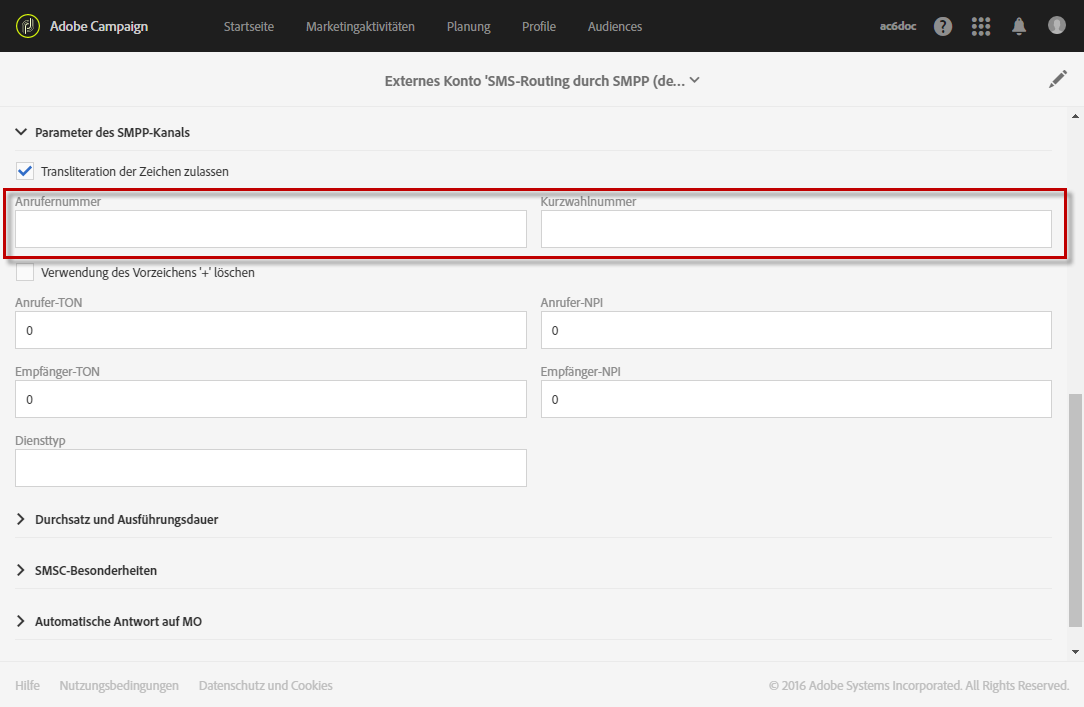 Adobe Campaign Startseite Marketingaktivitäten Planung Profile Audiences ac6doc ?
Externes Konto 'SMS-Routing durch SMPP (de...
Parameter des SMPP-Kanals
Transliteration der Zeichen zulassen
Anrufernummer Kurzwahlnummer
Verwendung des Vorzeichens '+' löschen
Anrufer-TON Anrufer-NPI
0 0
Empfänger-TON Empfänger-NPI
0 0
Diensttyp
Durchsatz und Ausführungsdauer
SMSC-Besonderheiten
Automatische Antwort auf MO
Hilfe Nutzungsbedingungen Datenschutz und Cookies © 2016 Adobe Systems Incorporated. All Rights Reserved.